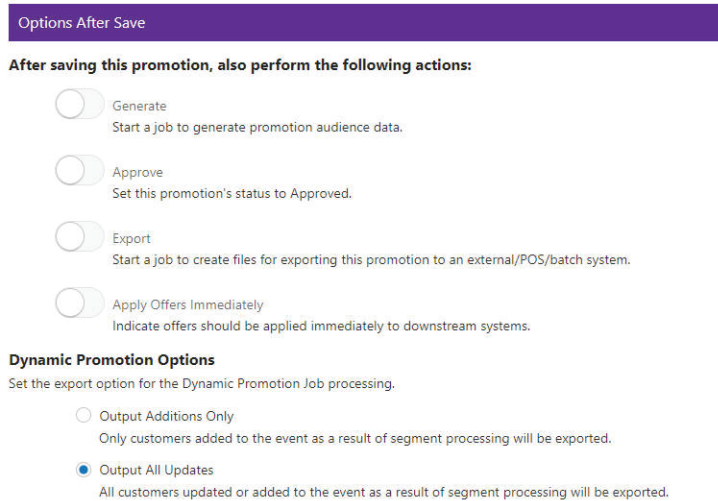 Options After Save
After saving this promotion, also perform the following actions:
Generate
Start a job to generate promotion audience data.
Approve
Set this promotion's status to Approved.
Export
Start a job to create files for exporting this promotion to an external/POS/batch system.
Apply Offers Immediately
Indicate offers should be applied immediately to downstream systems.
Dynamic Promotion Options
Set the export option for the Dynamic Promotion Job processing.
Output Additions Only
Only customers added to the event as a result of segment processing will be exported.
Output All Updates
All customers updated or added to the event as a result of segment processing will be exported.